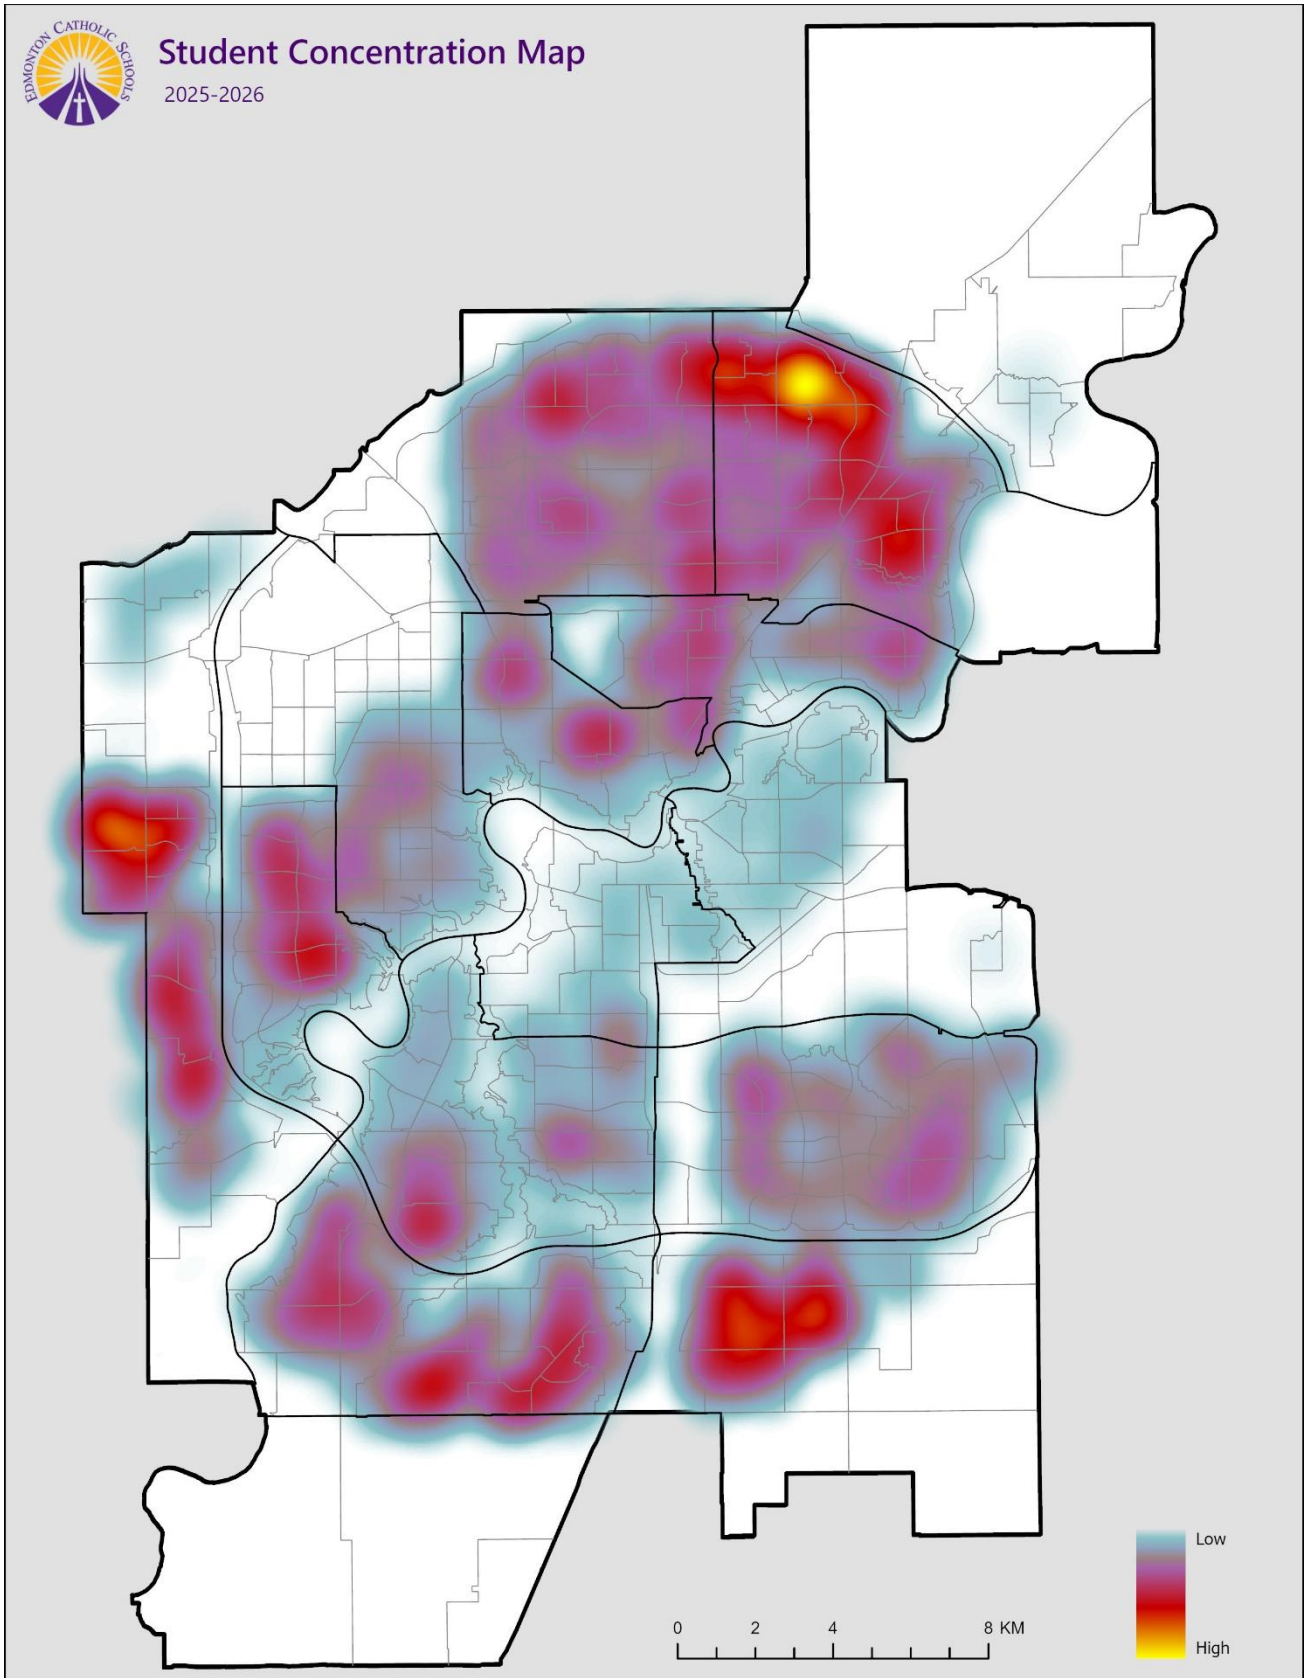 EDMONTON CATHOLIC SCHOOLS
Student Concentration Map
2025-2026
Low
High
0 2 4 8 KM